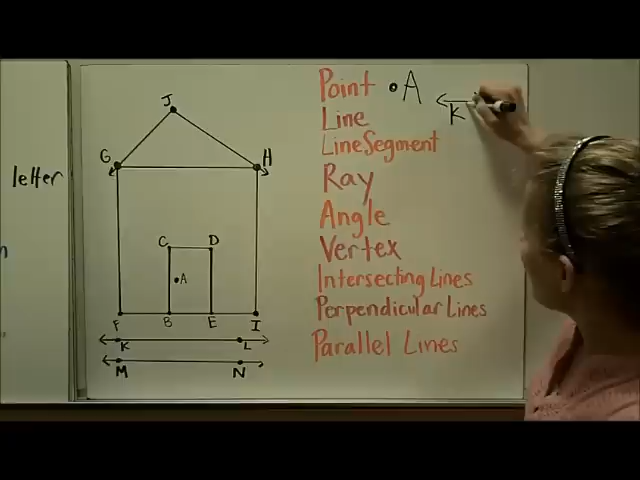 letter
J
G H
C D
A
F B E I
K L
M N
Point A
K
Line
Line Segment
Ray
Angle
Vertex
Intersecting Lines
Perpendicular Lines
Parallel Lines